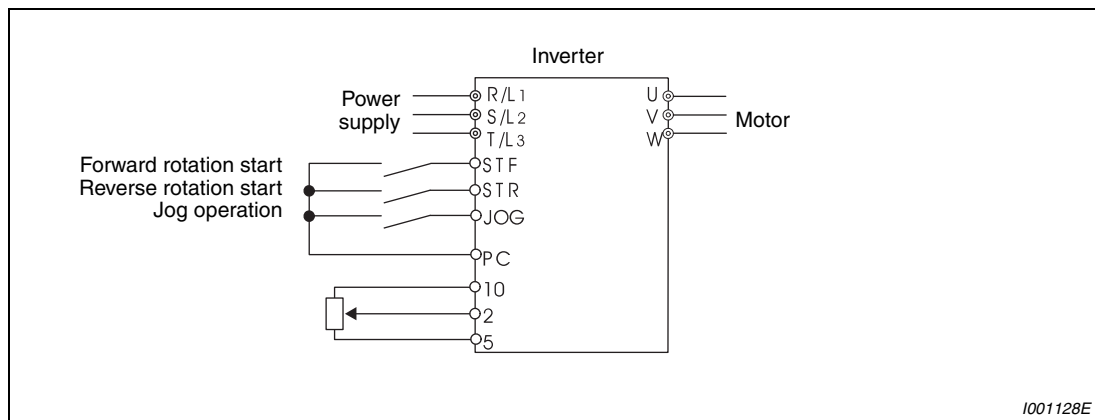 Inverter
Power
supply
R/L1
S/L2
T/L3
U
V
W
Motor
Forward rotation start
Reverse rotation start
Jog operation
STF
STR
JOG
PC
10
2
5
I001128E